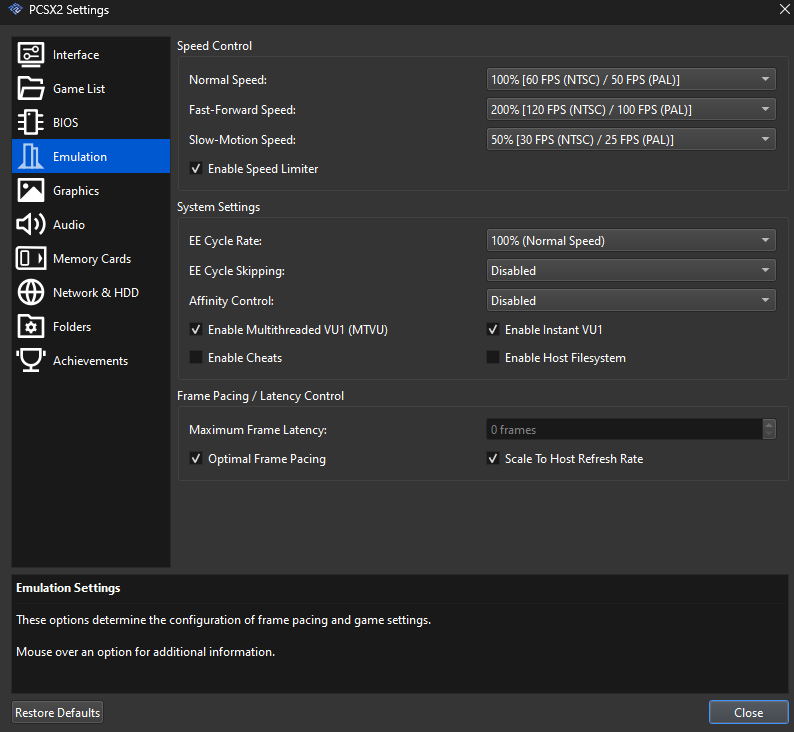 PCSX2 Settings
Interface
Game List
BIOS
Emulation
Graphics
Audio
Memory Cards
Network & HDD
Folders
Achievements
Speed Control
Normal Speed: 100% [60 FPS (NTSC) / 50 FPS (PAL)]
Fast-Forward Speed: 200% [120 FPS (NTSC) / 100 FPS (PAL)]
Slow-Motion Speed: 50% [30 FPS (NTSC) / 25 FPS (PAL)]
Enable Speed Limiter
System Settings
EE Cycle Rate: 100% (Normal Speed)
EE Cycle Skipping: Disabled
Affinity Control: Disabled
Enable Multithreaded VU1 (MTVU) Enable Instant VU1
Enable Cheats Enable Host Filesystem
Frame Pacing / Latency Control
Maximum Frame Latency: 0 frames
Optimal Frame Pacing Scale To Host Refresh Rate
Emulation Settings
These options determine the configuration of frame pacing and game settings.
Mouse over an option for additional information.
Restore Defaults Close